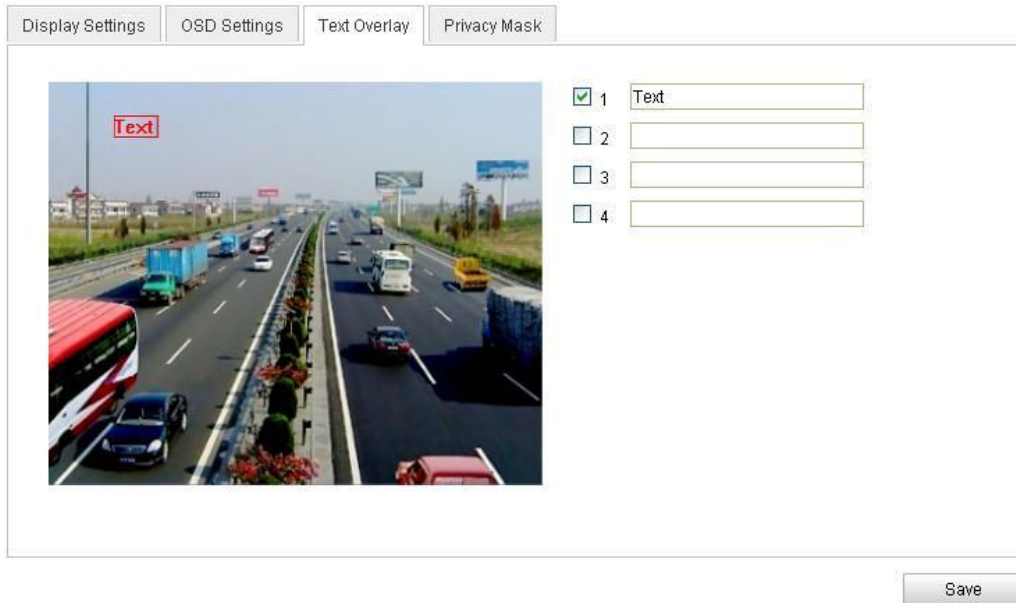 Display Settings
OSD Settings
Text Overlay
Privacy Mask
Text
1 Text
2
3
4
Save